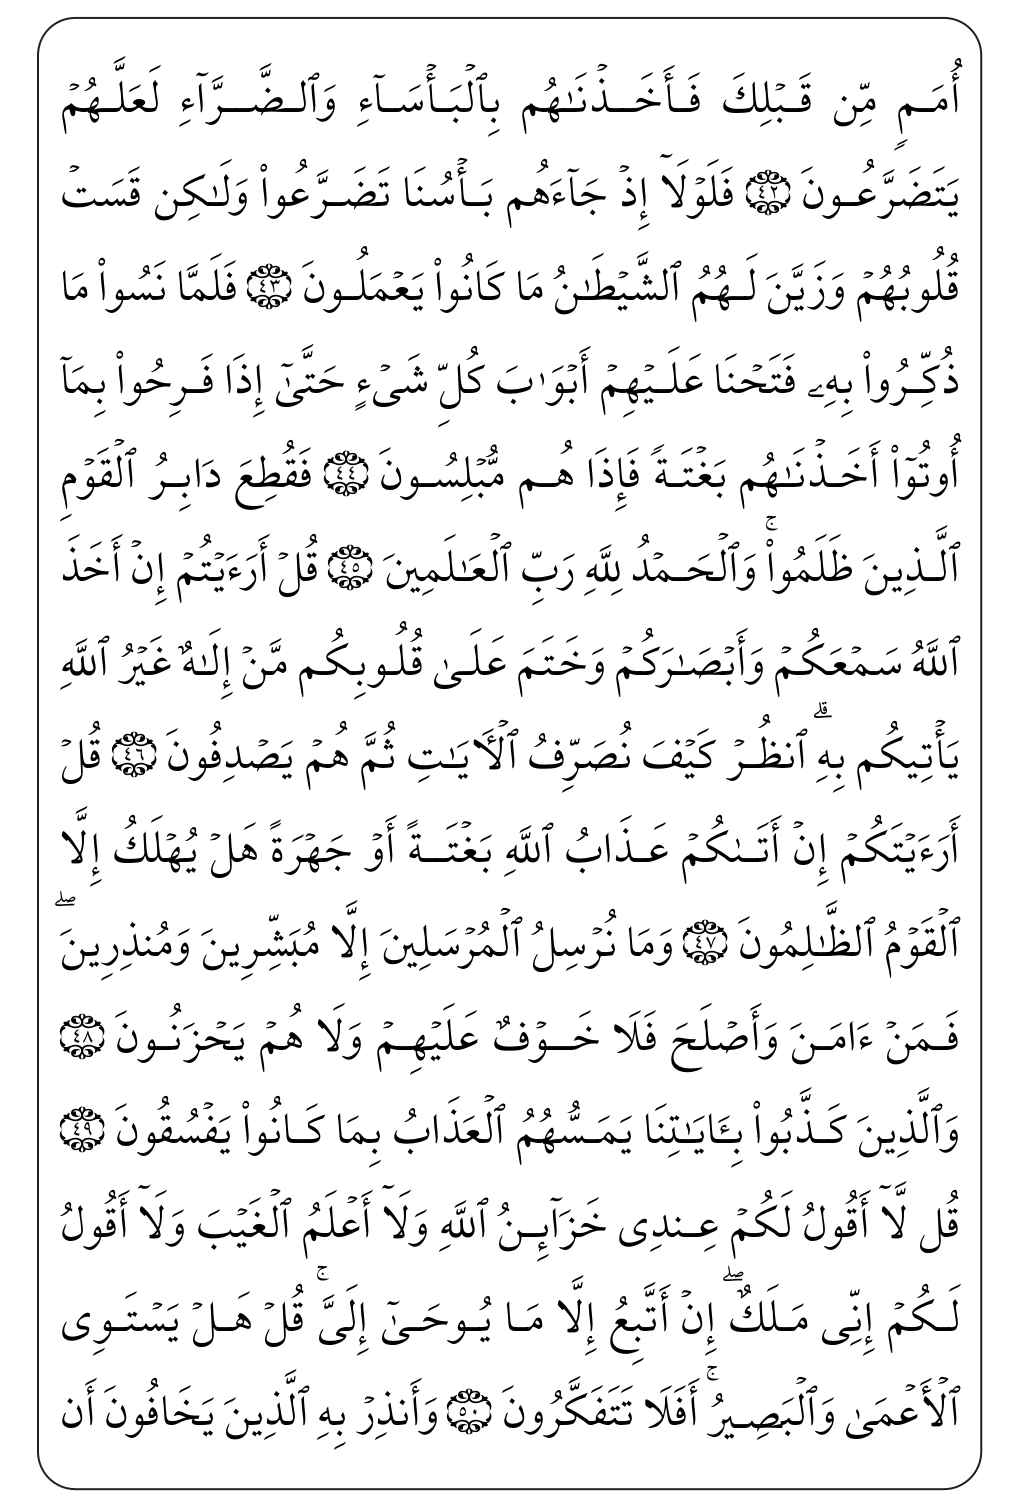 أُمَمٖ مِّن قَبۡلِكَ فَأَخَذۡنَٰهُم بِٱلۡبَأۡسَآءِ وَٱلضَّرَّآءِ لَعَلَّهُمۡ
يَتَضَرَّعُونَ ٤٢ فَلَوۡلَآ إِذۡ جَآءَهُم بَأۡسُنَا تَضَرَّعُواْ وَلَٰكِن قَسَتۡ
قُلُوبُهُمۡ وَزَيَّنَ لَهُمُ ٱلشَّيۡطَٰنُ مَا كَانُواْ يَعۡمَلُونَ ٤٣ فَلَمَّا نَسُواْ مَا
ذُكِّرُواْ بِهِۦ فَتَحۡنَا عَلَيۡهِمۡ أَبۡوَٰبَ كُلِّ شَيۡءٍ حَتَّىٰٓ إِذَا فَرِحُواْ بِمَآ
أُوتُوٓاْ أَخَذۡنَٰهُم بَغۡتَةٗ فَإِذَا هُم مُّبۡلِسُونَ ٤٤ فَقُطِعَ دَابِرُ ٱلۡقَوۡمِ
ٱلَّذِينَ ظَلَمُواْۚ وَٱلۡحَمۡدُ لِلَّهِ رَبِّ ٱلۡعَٰلَمِينَ ٤٥ قُلۡ أَرَءَيۡتُمۡ إِنۡ أَخَذَ
ٱللَّهُ سَمۡعَكُمۡ وَأَبۡصَٰرَكُمۡ وَخَتَمَ عَلَىٰ قُلُوبِكُم مَّنۡ إِلَٰهٌ غَيۡرُ ٱللَّهِ
يَأۡتِيكُم بِهِۗ ٱنظُرۡ كَيۡفَ نُصَرِّفُ ٱلۡأٓيَٰتِ ثُمَّ هُمۡ يَصۡدِفُونَ ٤٦ قُلۡ
أَرَءَيۡتَكُمۡ إِنۡ أَتَىٰكُمۡ عَذَابُ ٱللَّهِ بَغۡتَةً أَوۡ جَهۡرَةً هَلۡ يُهۡلَكُ إِلَّا
ٱلۡقَوۡمُ ٱلظَّٰلِمُونَ ٤٧ وَمَا نُرۡسِلُ ٱلۡمُرۡسَلِينَ إِلَّا مُبَشِّرِينَ وَمُنذِرِينَۖ
فَمَنۡ ءَامَنَ وَأَصۡلَحَ فَلَا خَوۡفٌ عَلَيۡهِمۡ وَلَا هُمۡ يَحۡزَنُونَ ٤٨
وَٱلَّذِينَ كَذَّبُواْ بِـَٔايَٰتِنَا يَمَسُّهُمُ ٱلۡعَذَابُ بِمَا كَانُواْ يَفۡسُقُونَ ٤٩
قُل لَّآ أَقُولُ لَكُمۡ عِندِي خَزَآئِنُ ٱللَّهِ وَلَآ أَعۡلَمُ ٱلۡغَيۡبَ وَلَآ أَقُولُ
لَكُمۡ إِنِّي مَلَكٌۖ إِنۡ أَتَّبِعُ إِلَّا مَا يُوحَىٰٓ إِلَيَّۚ قُلۡ هَلۡ يَسۡتَوِي
ٱلۡأَعۡمَىٰ وَٱلۡبَصِيرُۚ أَفَلَا تَتَفَكَّرُونَ ٥٠ وَأَنذِرۡ بِهِ ٱلَّذِينَ يَخَافُونَ أَن